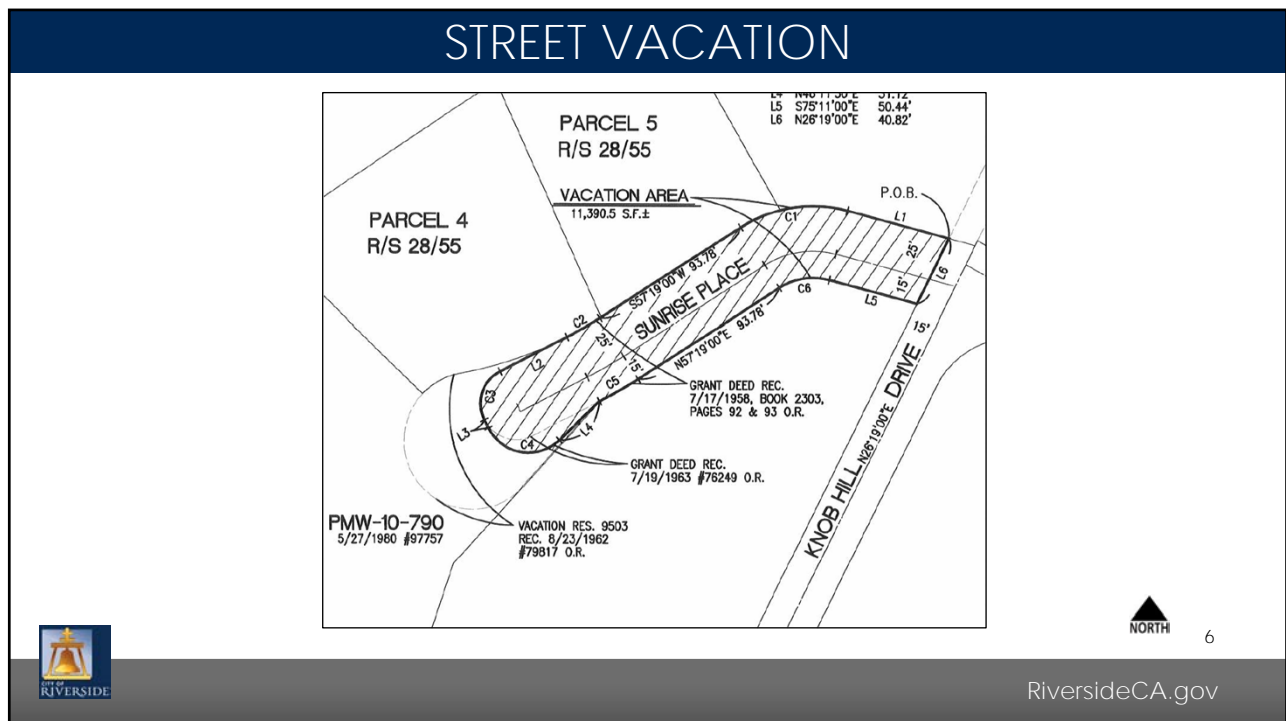 STREET VACATION
L5 S75°11'00"E 50.44'
L6 N26°19'00"E 40.82'
PARCEL 5
R/S 28/55
VACATION AREA
11,390.5 S.F.±
P.O.B.
C1
L1
PARCEL 4
R/S 28/55
25'
L6
15'
S57°19'00"W 93.78'
SUNRISE PLACE
C6
L5
C2
25'
15'
N57°19'00"E 93.78'
15'
L2
C5
C3
GRANT DEED REC.
7/17/1958, BOOK 2303,
PAGES 92 & 93 O.R.
L3
C4
L4
GRANT DEED REC.
7/19/1963 #76249 O.R.
KNOB HILL N26°19'00"E DRIVE
PMW-10-790
5/27/1980 #97757
VACATION RES. 9503
REC. 8/23/1962
#79817 O.R.
NORTH
6
CITY OF
RIVERSIDE
RiversideCA.gov